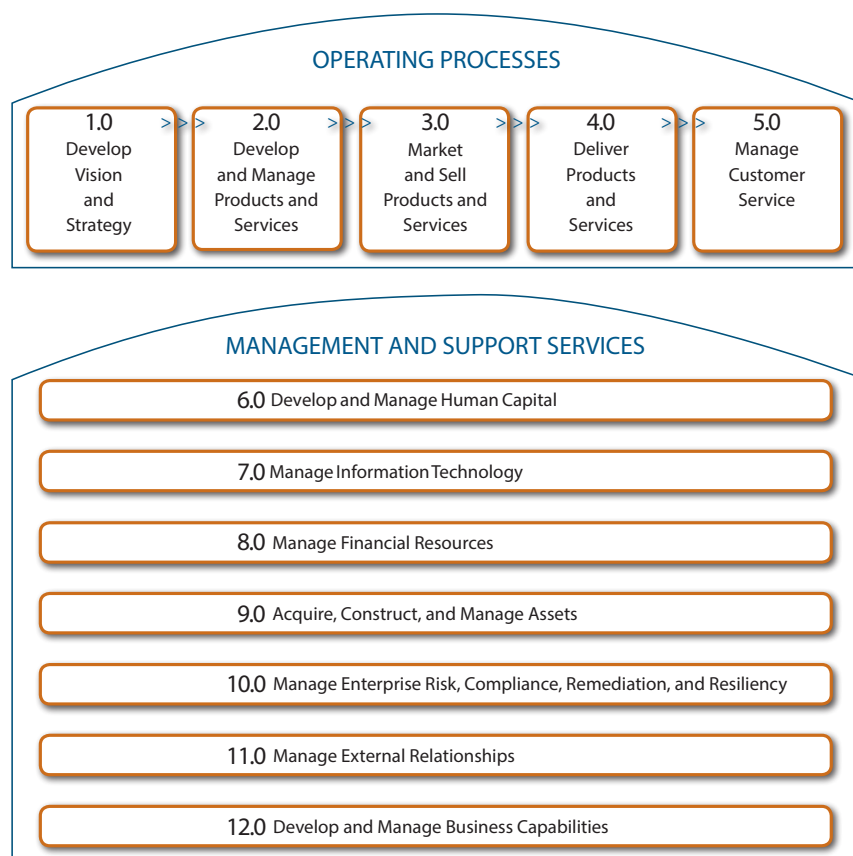 OPERATING PROCESSES
1.0 >>> 2.0 >>> 3.0 >>> 4.0 >>> 5.0
Develop
Vision
and
Strategy
Develop
and Manage
Products and
Services
Market
and Sell
Products and
Services
Deliver
Products
and
Services
Manage
Customer
Service
MANAGEMENT AND SUPPORT SERVICES
6.0 Develop and Manage Human Capital
7.0 Manage Information Technology
8.0 Manage Financial Resources
9.0 Acquire, Construct, and Manage Assets
10.0 Manage Enterprise Risk, Compliance, Remediation, and Resiliency
11.0 Manage External Relationships
12.0 Develop and Manage Business Capabilities